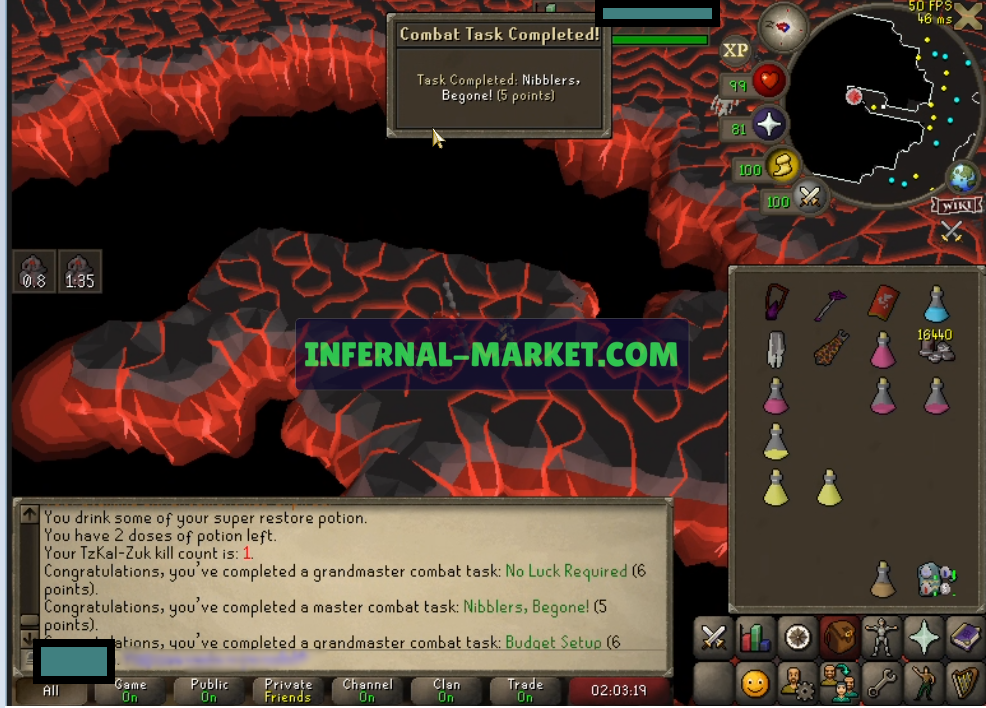 50 FPS
46 ms
Combat Task Completed!
Task Completed: Nibblers,
Begone! (5 points)
XP
99
81
100
100
WIKI
0.8
1:35
16440
INFERNAL-MARKET.COM
You drink some of your super restore potion.
You have 2 doses of potion left.
Your TzKal-Zuk kill count is: 1.
Congratulations, you've completed a grandmaster combat task: No Luck Required (6
points).
Congratulations, you've completed a master combat task: Nibblers, Begone! (5
points).
ulations, you've completed a grandmaster combat task: Budget Setup (6
All
Game
On
Public
On
Private
Friends
Channel
On
Clan
On
Trade
On
02:03:19